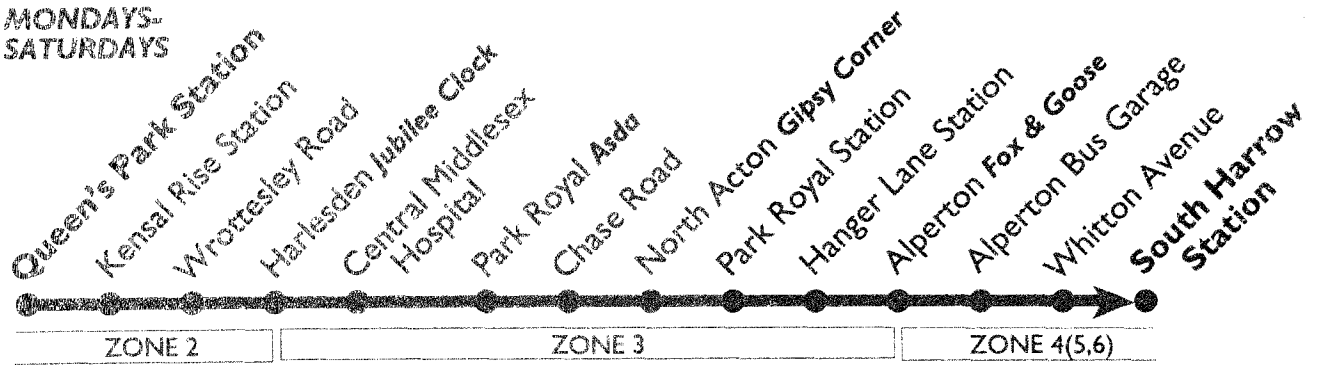 MONDAYS-
SATURDAYS
Queen's Park Station
Kensal Rise Station
Wrottesley Road
Harlesden Jubilee Clock
Central Middlesex
Hospital
Park Royal Asda
Chase Road
North Acton Gipsy Corner
Park Royal Station
Hanger Lane Station
Alperton Fox & Goose
Alperton Bus Garage
Whitton Avenue
South Harrow
Station
ZONE 2
ZONE 3
ZONE 4(5,6)